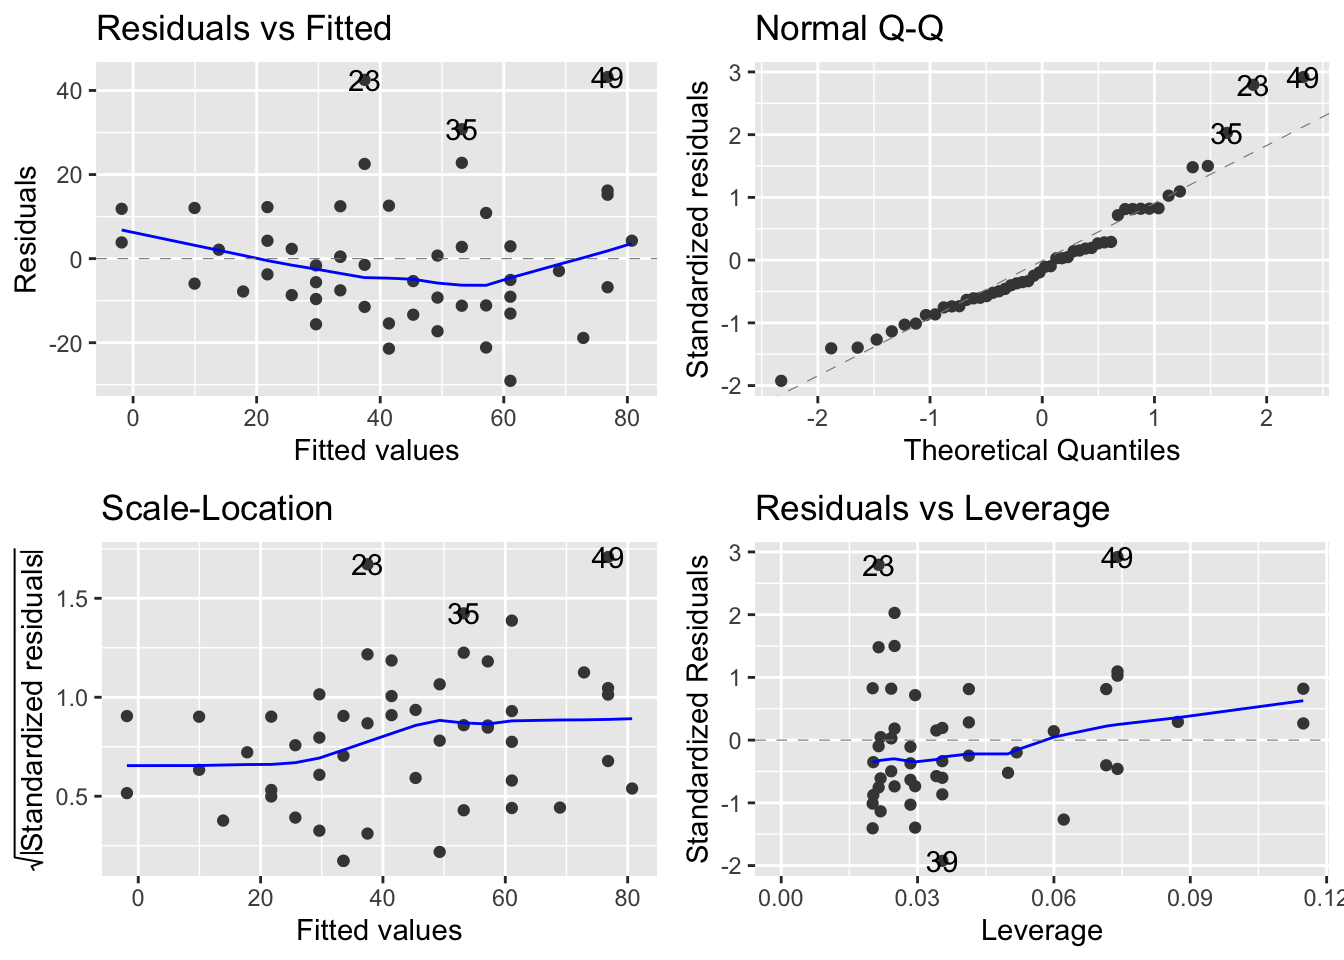 Residuals vs Fitted
Residuals
40
20
0
-20
23
49
35
0 20 40 60 80
Fitted values
Normal Q-Q
Standardized residuals
3
2
1
0
-1
-2
23
49
35
-2 -1 0 1 2
Theoretical Quantiles
Scale-Location
√|Standardized residuals|
1.5
1.0
0.5
23
49
35
0 20 40 60 80
Fitted values
Residuals vs Leverage
Standardized Residuals
3
2
1
0
-1
-2
23
49
39
0.00 0.03 0.06 0.09 0.12
Leverage